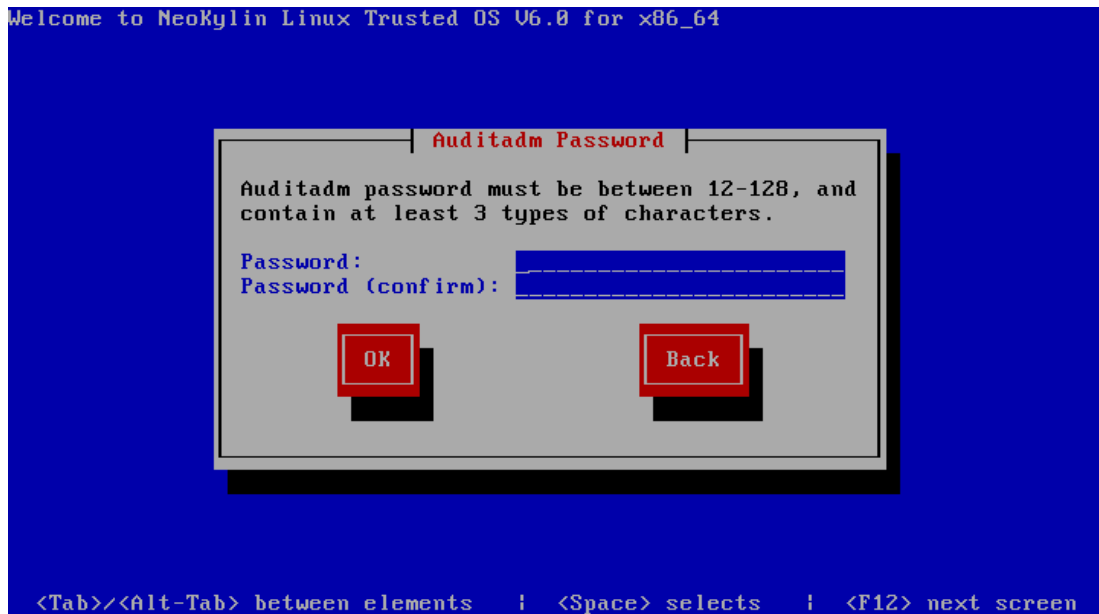 Welcome to NeoKylin Linux Trusted OS V6.0 for x86_64
Auditadm Password
Auditadm password must be between 12-128, and
contain at least 3 types of characters.
Password:
Password (confirm):
OK Back
<Tab>/<Alt-Tab> between elements | <Space> selects | <F12> next screen